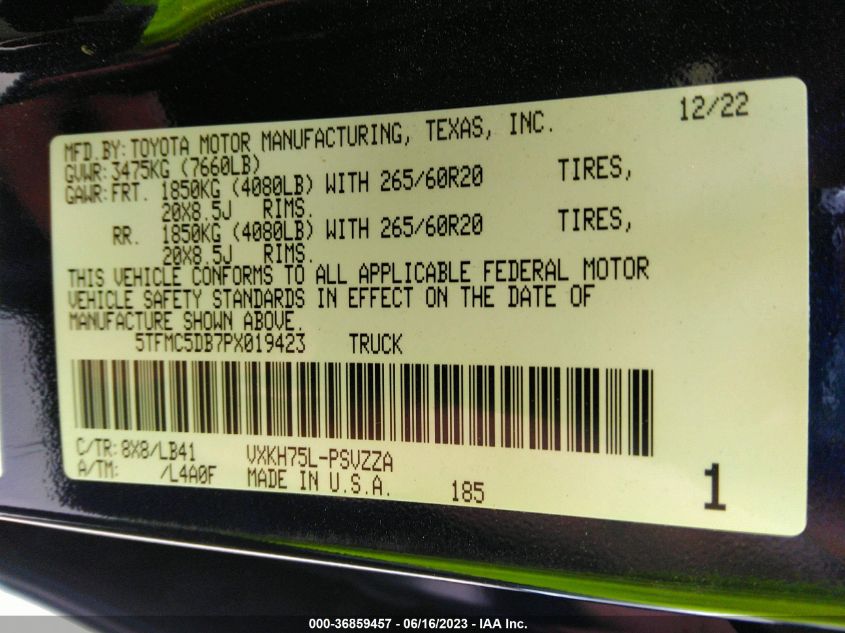 12/22
MFD.BY:TOYOTA MOTOR MANUFACTURING, TEXAS, INC.
GVWR:3475KG (7660LB)
GAWR:FRT. 1850KG (4080LB) WITH 265/60R20 TIRES,
20X8.5J RIMS.
RR. 1850KG (4080LB) WITH 265/60R20 TIRES,
20X8.5J RIMS.
THIS VEHICLE CONFORMS TO ALL APPLICABLE FEDERAL MOTOR
VEHICLE SAFETY STANDARDS IN EFFECT ON THE DATE OF
MANUFACTURE SHOWN ABOVE.
5TFMC5DB7PX019423 TRUCK
C/TR:8X8/LB41 VXKH75L-PSVZZA
A/TM: /L4A0F MADE IN U.S.A. 185 1
000-36859457 - 06/16/2023 - IAA Inc.